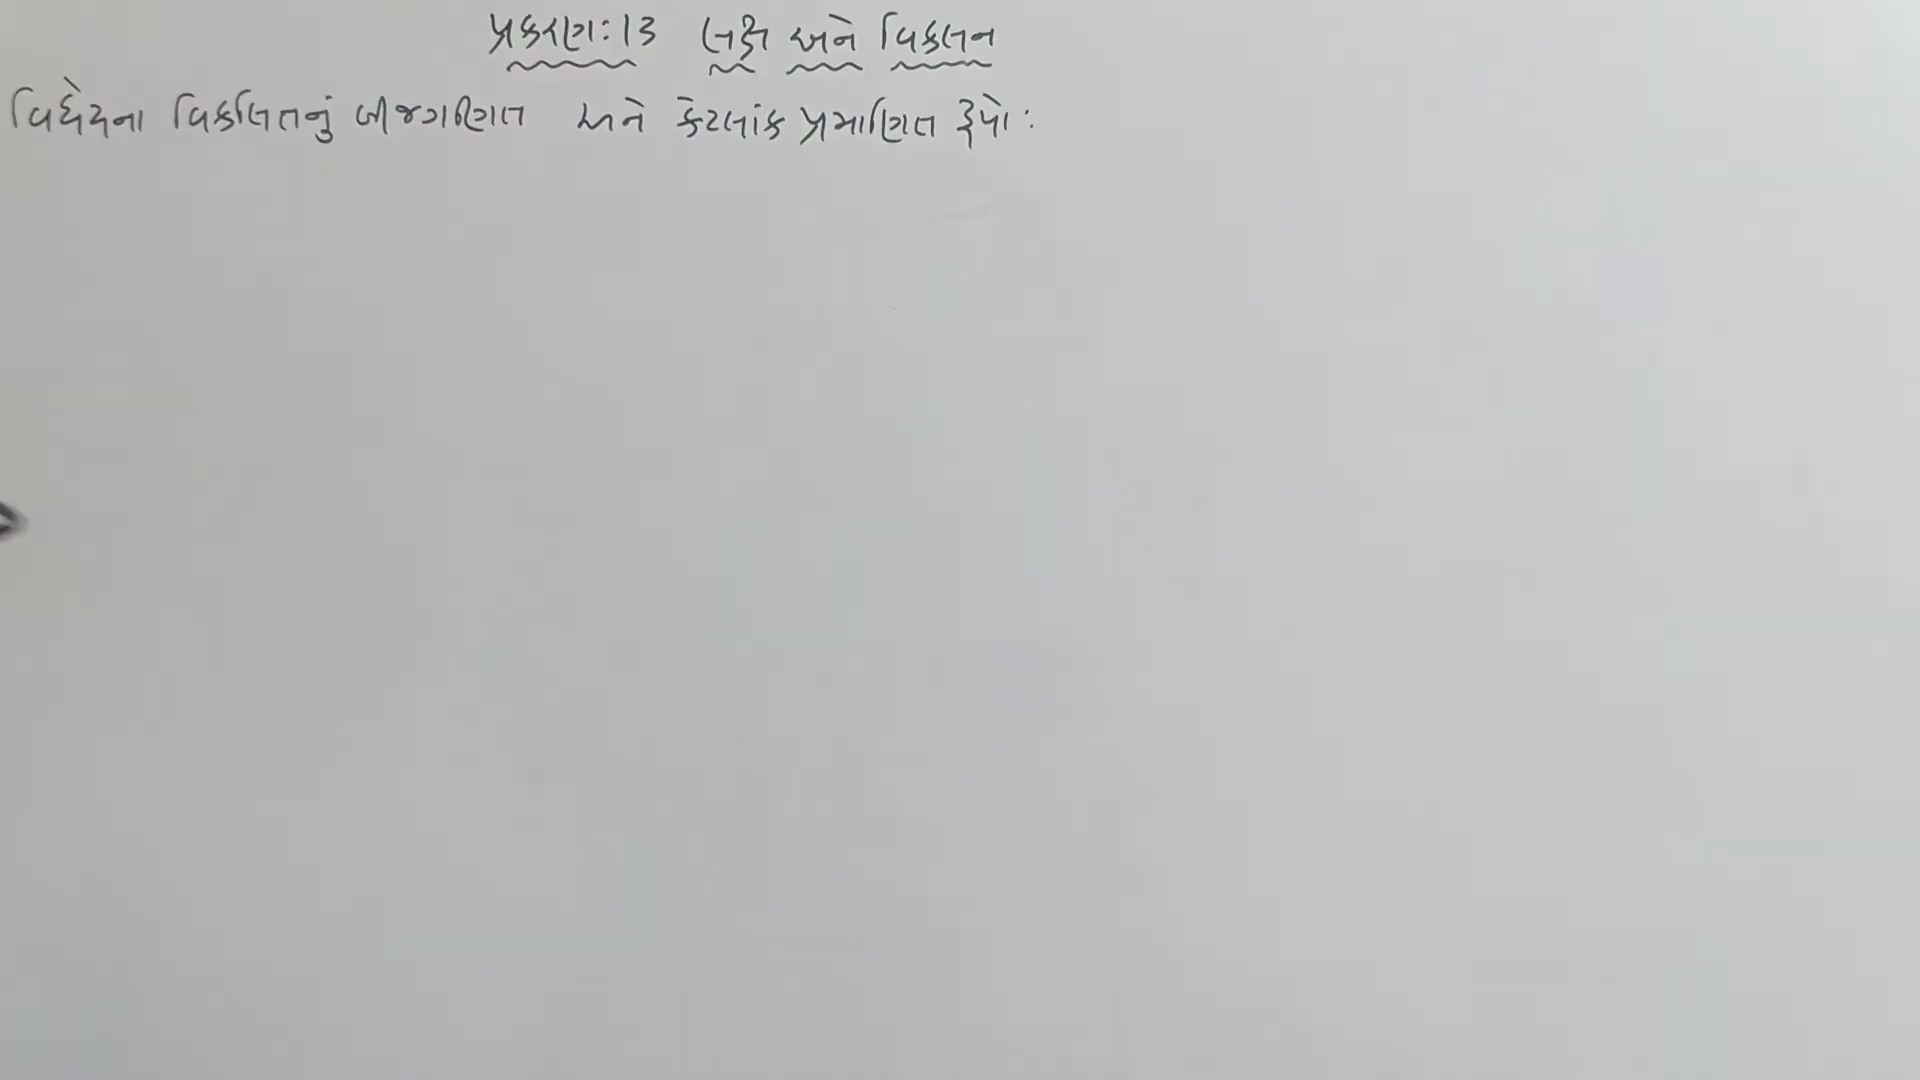 પ્રકરણ:13 લક્ષ અને વિકલન
વિધેયના વિકલિતનું બીજગણિત અને કેટલાંક પ્રમાણિત રૂપો: